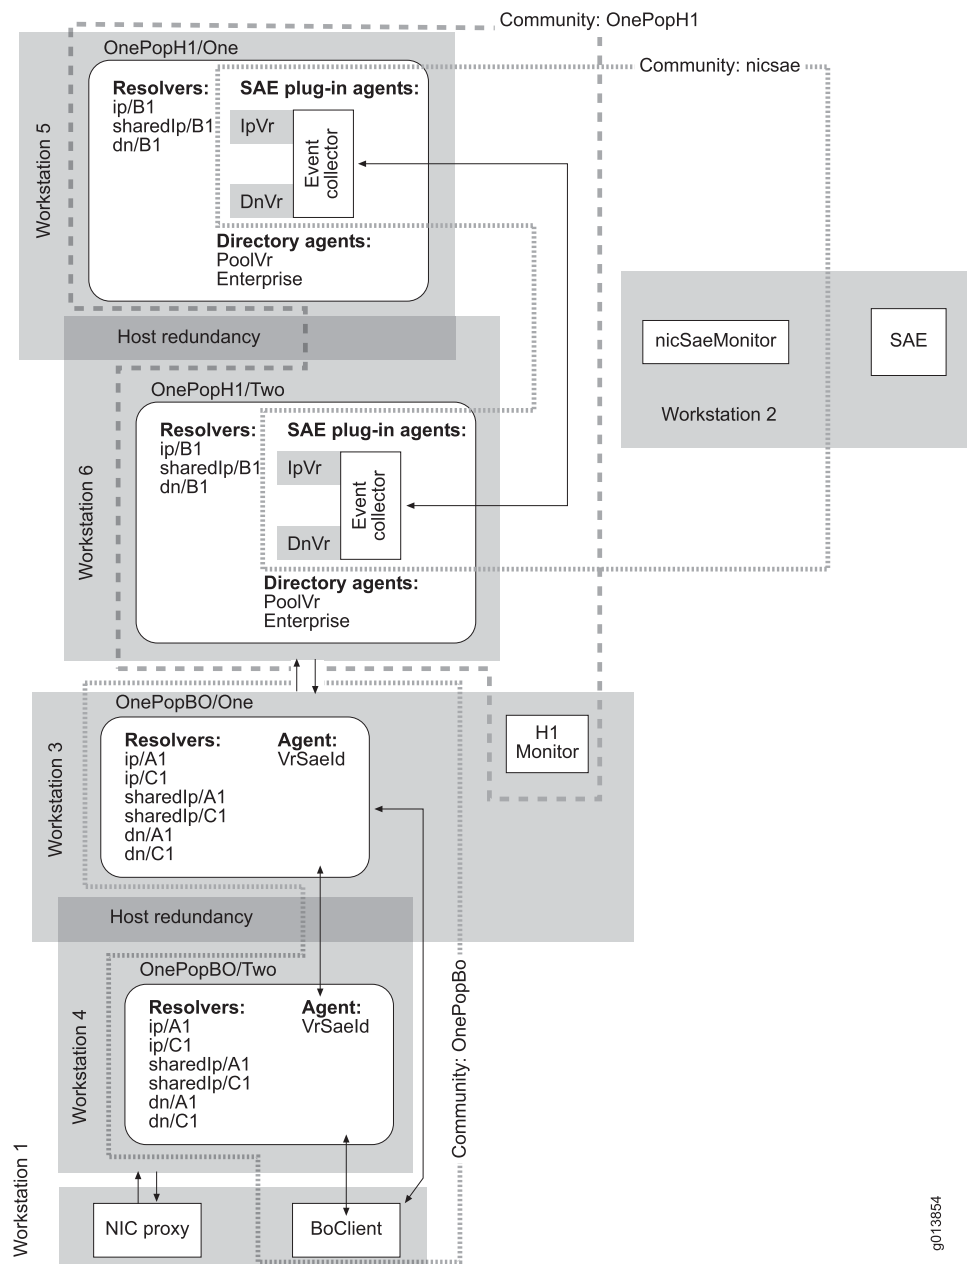 Community: OnePopH1
OnePopH1/One
Community: nicsae
Workstation 5
Resolvers:
ip/B1
sharedIp/B1
dn/B1
SAE plug-in agents:
IpVr
Event
collector
DnVr
Directory agents:
PoolVr
Enterprise
Host redundancy
nicSaeMonitor
SAE
Workstation 2
OnePopH1/Two
Workstation 6
Resolvers:
ip/B1
sharedIp/B1
dn/B1
SAE plug-in agents:
IpVr
Event
collector
DnVr
Directory agents:
PoolVr
Enterprise
OnePopBO/One
Workstation 3
Resolvers:
ip/A1
ip/C1
sharedIp/A1
sharedIp/C1
dn/A1
dn/C1
Agent:
VrSaeId
H1
Monitor
Host redundancy
OnePopBO/Two
Workstation 4
Resolvers:
ip/A1
ip/C1
sharedIp/A1
sharedIp/C1
dn/A1
dn/C1
Agent:
VrSaeId
Community: OnePopBo
Workstation 1
NIC proxy
BoClient
g013854